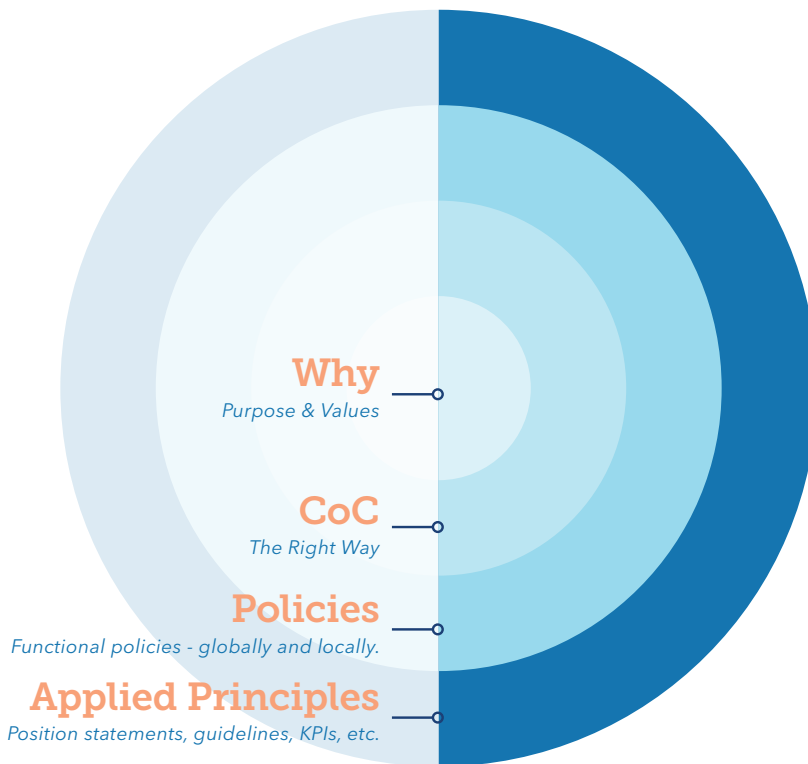 Why
Purpose & Values
CoC
The Right Way
Policies
Functional policies - globally and locally.
Applied Principles
Position statements, guidelines, KPIs, etc.